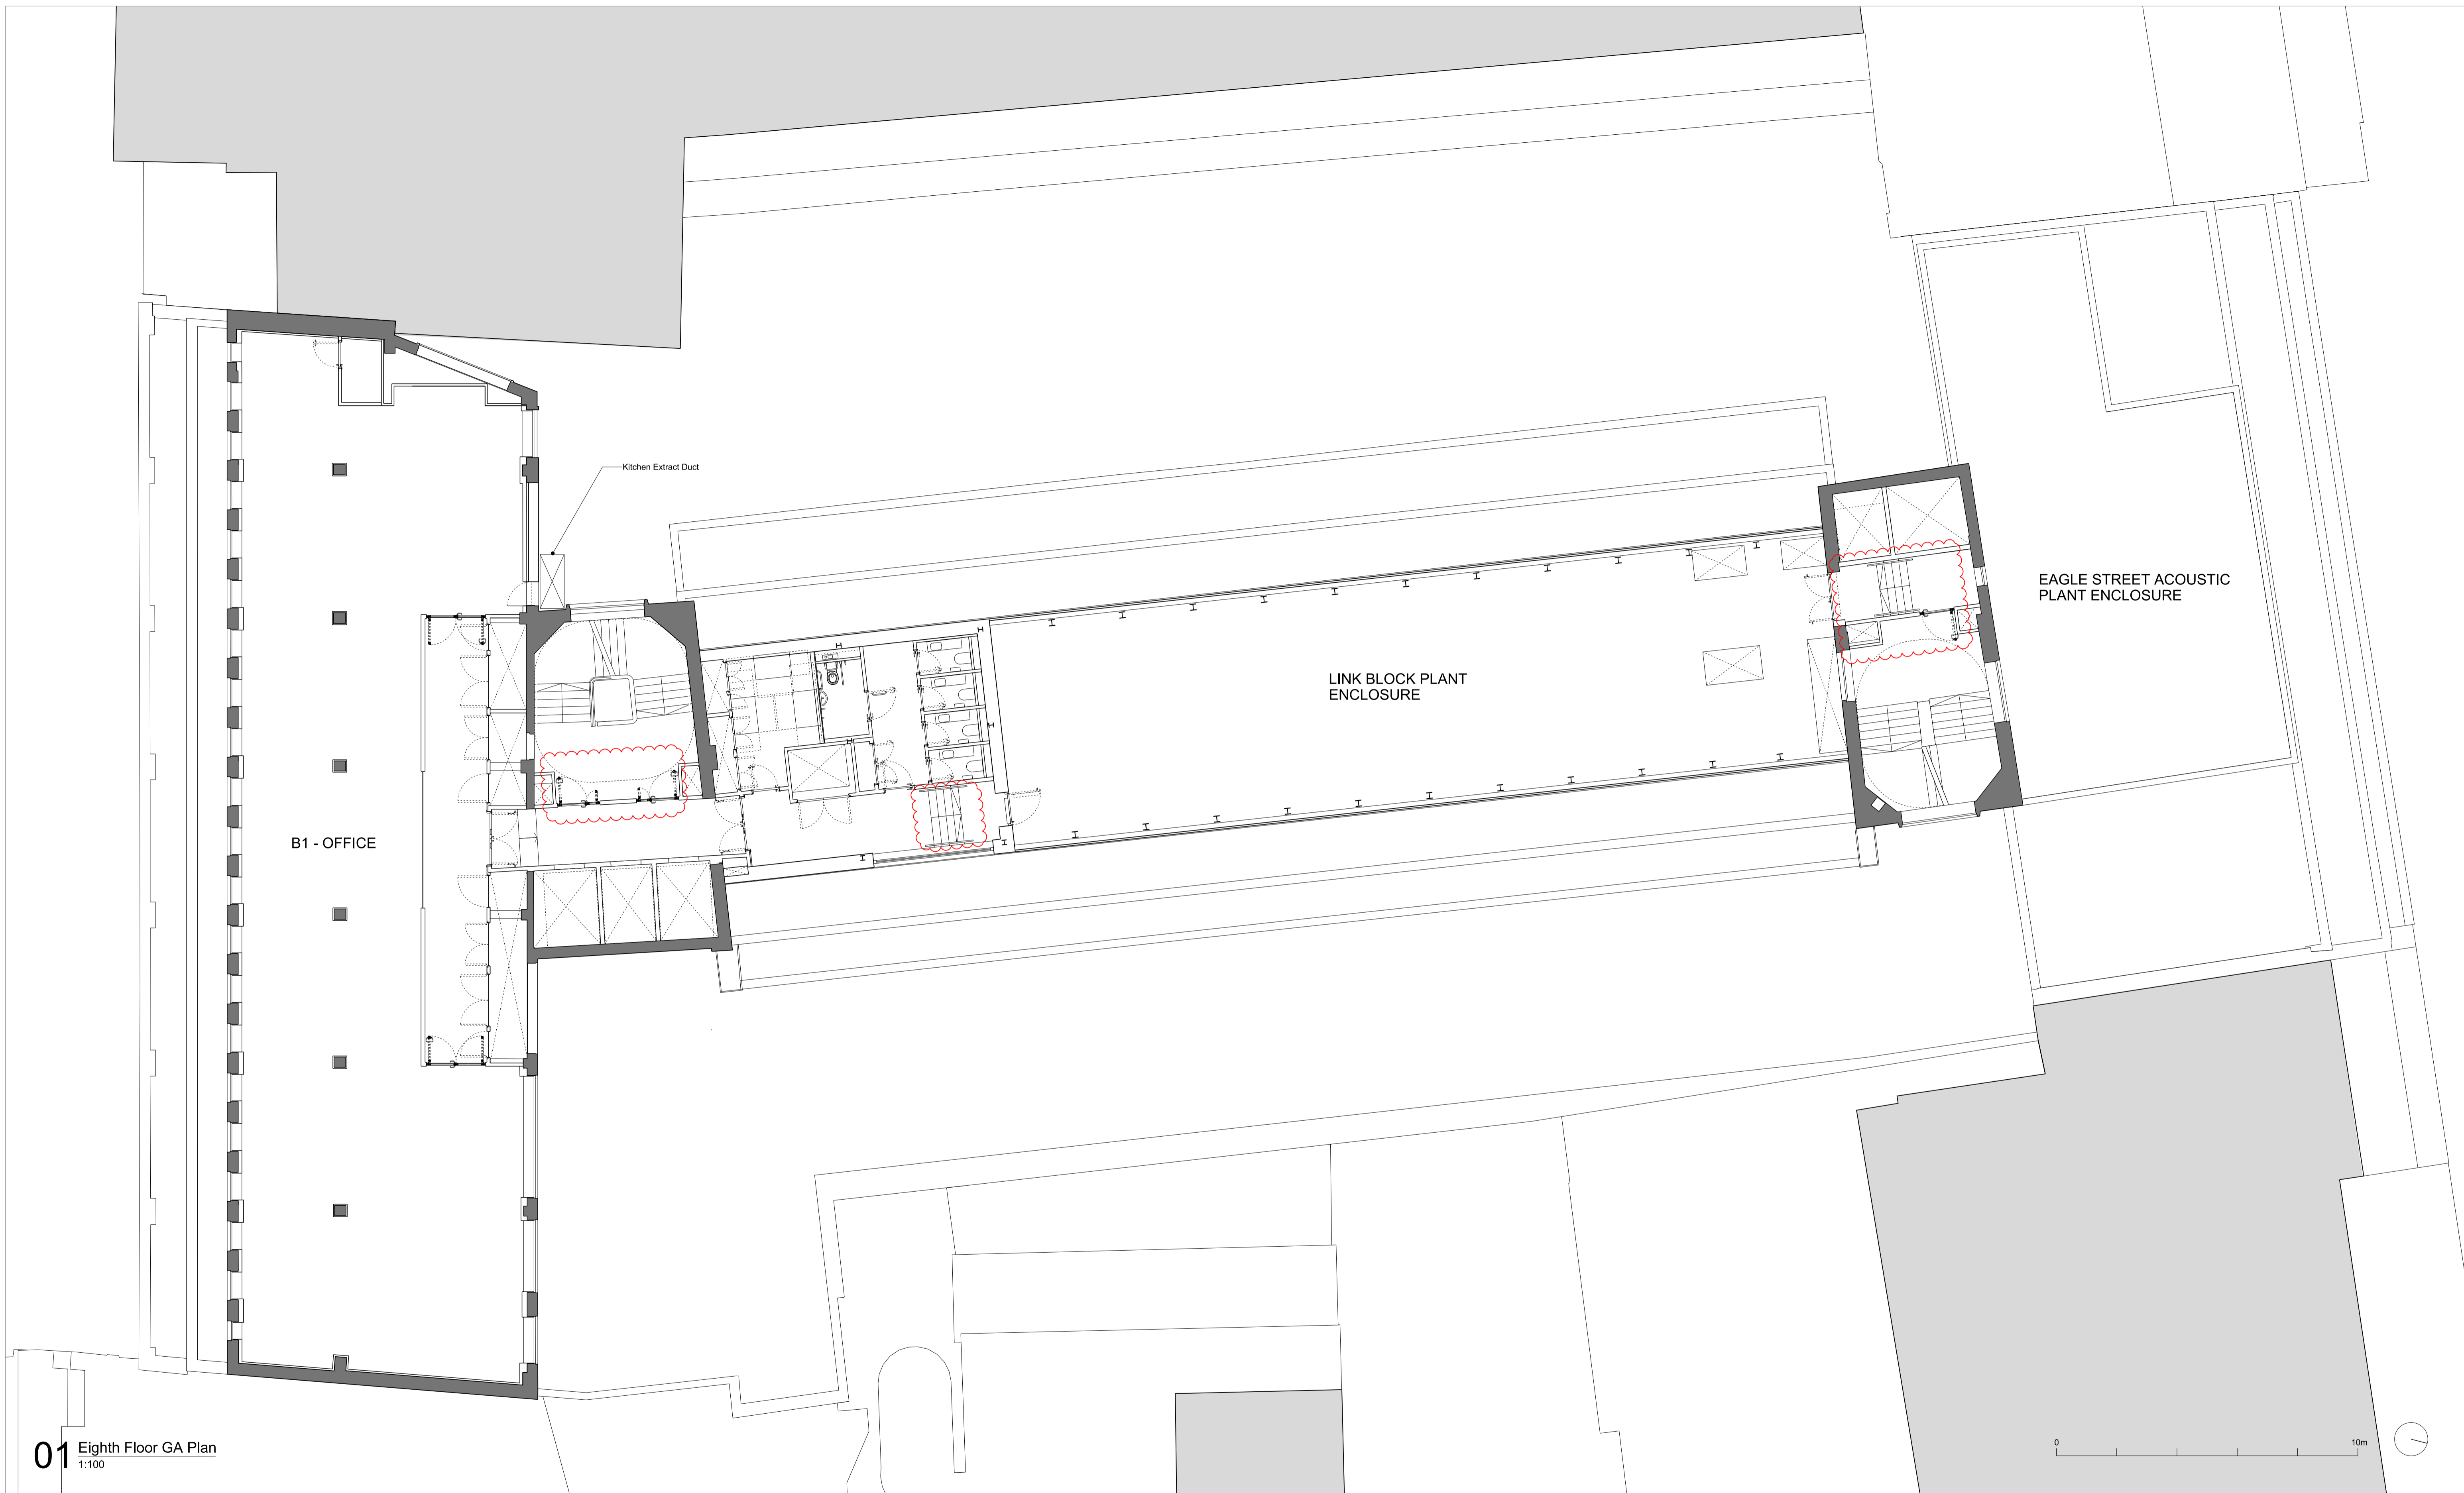 Kitchen Extract Duct
EAGLE STREET ACOUSTIC
PLANT ENCLOSURE
LINK BLOCK PLANT
ENCLOSURE
B1 - OFFICE
01 Eighth Floor GA Plan
1:100
0 10m